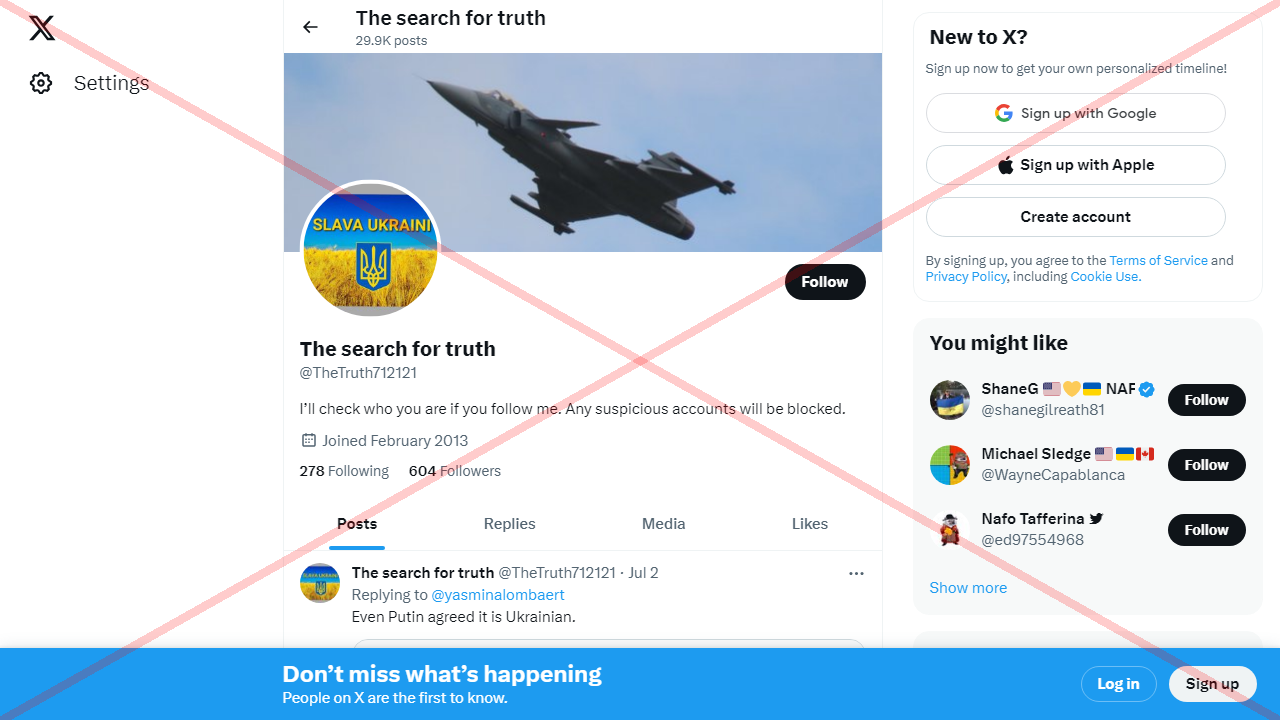 Settings
The search for truth
29.9K posts
SLAVA UKRAINI
Follow
The search for truth
@TheTruth712121
I'll check who you are if you follow me. Any suspicious accounts will be blocked.
Joined February 2013
278 Following 604 Followers
Posts Replies Media Likes
The search for truth @TheTruth712121 · Jul 2
Replying to @yasminalombaert
Even Putin agreed it is Ukrainian.
New to X?
Sign up now to get your own personalized timeline!
Sign up with Google
Sign up with Apple
Create account
By signing up, you agree to the Terms of Service and
Privacy Policy, including Cookie Use.
You might like
ShaneG 🇺🇸💛🇺🇦 NAF
@shanegilreath81
Follow
Michael Sledge 🇺🇸🇺🇦🇨🇦
@WayneCapablanca
Follow
Nafo Tafferina
@ed97554968
Follow
Show more
Don't miss what's happening
People on X are the first to know.
Log in
Sign up